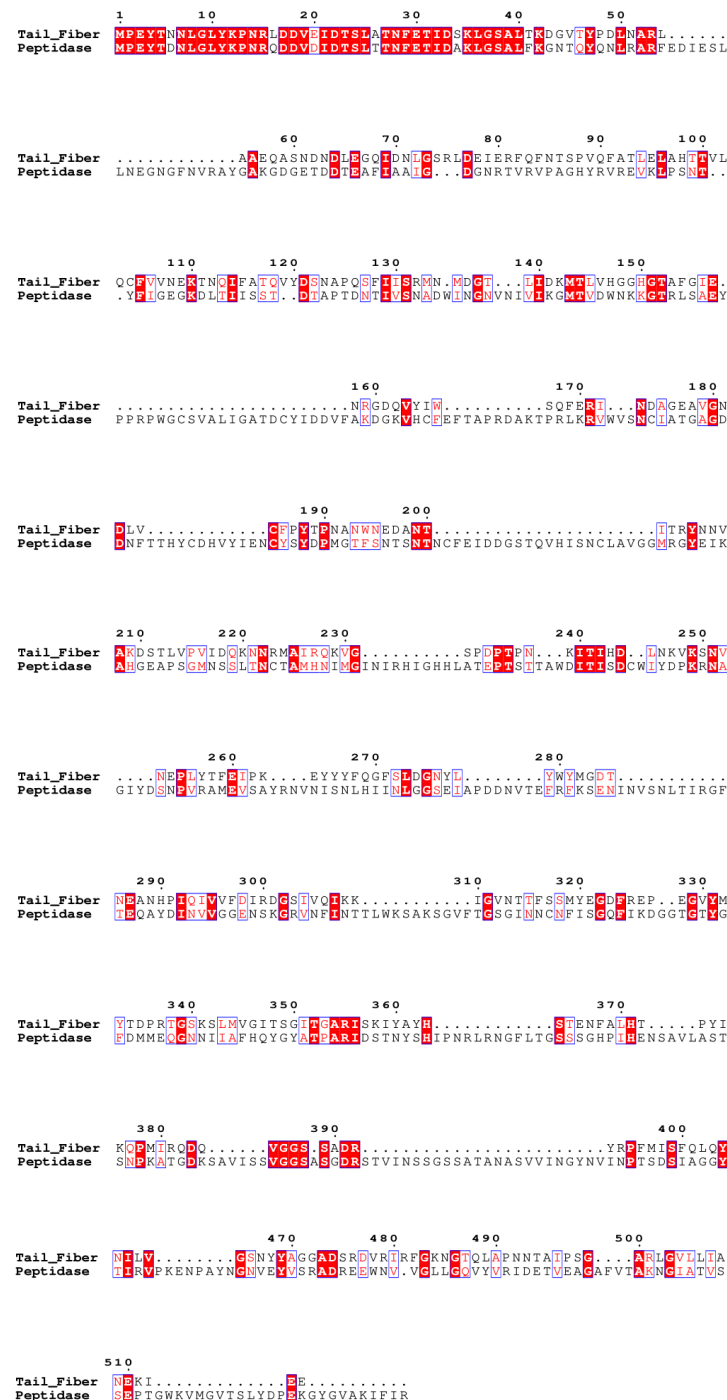 1 10 20 30 40 50
Tail_Fiber MPEYTNNLGLYKPNRLDDVEIDTSLATNFETIDSKLGSALTKDGVTYPDLNARL......
Peptidase MPEYTDNLGLYKPNRQDDVDIDTSLTTNFETIDAKLGSALFKGNTQYQNLRARFEDIESL
60 70 80 90 100
Tail_Fiber ............AAEQASNDNDLEGQIDNLGSRLDEIERFQFNTSPVQFATLELAHTTVL
Peptidase LNEGNGFNVRAYGAKGDGETDDTEAFIAAIG...DGNRTVRVPAGHYRVREVKLPSNT..
110 120 130 140 150
Tail_Fiber QCFVVNEKTNQIFATQVYDSNAPQSFIISRMN.MDGT..LIDKMTLVHGGHGTAFGIE.
Peptidase .YFIGEGKDLTIISST..DTAPTDNTIVSNADWINGNVNIVIKGMTVDWNKKGTRLSAEY
160 170 180
Tail_Fiber .......................NRGDQVYIW.........SQFERI...NDAGEAVGN
Peptidase PPRPWGCSVALIGATDCYIDDVFAKDGKVHCFEFTAPRDAKTPRLKRVWVSNCIATGAGD
190 200
Tail_Fiber DLV............CFPYTPNANWNEDANT......................ITRYNNV
Peptidase DNFTTHYCDHVYIENCYSYDPMGTFSNTSNTNCFEIDDGSTQVHISNCLAVGGMRGYEIK
210 220 230 240 250
Tail_Fiber AKDSTLVPVIDQKNNRMAIRQKVG..........SPDPTPN...KITIHD..LNKVKSNV
Peptidase AHGEAPSGMNSSLTNCTAMHNIMGINIRHIGHHLATEPTSTTAWDITISDCWIYDPKRNA
260 270 280
Tail_Fiber ....NEPLYTFEIPK....EYYYFQGFSLDGNYL........YWYMGDT...........
Peptidase GIYDSNPVRAMEVSAYRNVNISNLHIINLGGSEIAPDDNVTEFRFKSENINVSNLTIRGF
290 300 310 320 330
Tail_Fiber NEANHPIQIVVFDIRDGSIVQIKK...........IGVNTTFSSMYEGDFREP..EGVYM
Peptidase TEQAYDINVVGGENSKGRVNFINTTLWKSAKSGVFTGSGINNCNFISGQFIKDGGTGTYG
340 350 360 370
Tail_Fiber YTDPRTGSKSLMVGITSGITGARISKIYAYH............STENFALHT.....PYI
Peptidase FDMMEQGNNIIAFHQYGYATPARIDSTNYSHIPNRLRNGFLTGSSSGHPIHENSAVLAST
380 390 400
Tail_Fiber KQPMIRQDQ......VGGS.SADR........................YRPFMISFQLQY
Peptidase SNPKATGDKSAVISSVGGSASGDRSTVINSSGSSATANASVVINGYNVINPTSDSIAGGY
470 480 490 500
Tail_Fiber NILV........GSNYYAGGADSRDVRIRFGKNGTQLAPNNTAIPSG....ARLGVLLIA
Peptidase TIRVPKENPAYNGNVEYVSRADREEWNV.VGLLGQVYVRIDETVEAGAFVTAKNGIATVS
510
Tail_Fiber NEKI.............EE..........
Peptidase SEPTGWKVMGVTSLYDPEKGYGVAKIFIR